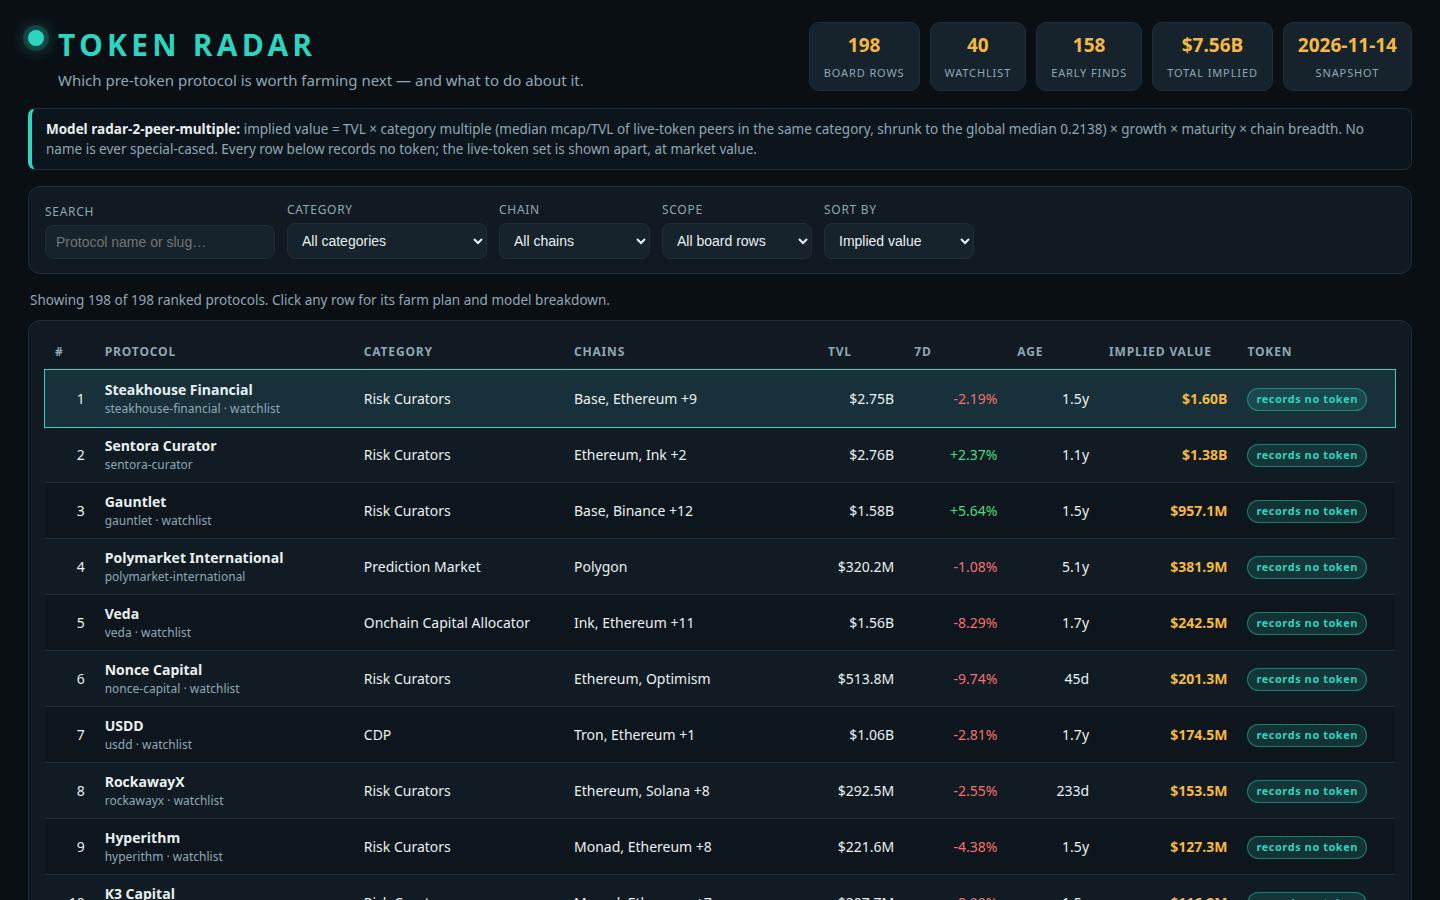 TOKEN RADAR
Which pre-token protocol is worth farming next — and what to do about it.
198
BOARD ROWS
40
WATCHLIST
158
EARLY FINDS
$7.56B
TOTAL IMPLIED
2026-11-14
SNAPSHOT
Model radar-2-peer-multiple: implied value = TVL × category multiple (median mcap/TVL of live-token peers in the same category, shrunk to the global median 0.2138) × growth × maturity × chain breadth. No
name is ever special-cased. Every row below records no token; the live-token set is shown apart, at market value.
SEARCH CATEGORY CHAIN SCOPE SORT BY
Protocol name or slug… All categories All chains All board rows Implied value
Showing 198 of 198 ranked protocols. Click any row for its farm plan and model breakdown.
# PROTOCOL CATEGORY CHAINS TVL 7D AGE IMPLIED VALUE TOKEN
1 Steakhouse Financial Risk Curators Base, Ethereum +9 $2.75B -2.19% 1.5y $1.60B records no token
steakhouse-financial · watchlist
2 Sentora Curator Risk Curators Ethereum, Ink +2 $2.76B +2.37% 1.1y $1.38B records no token
sentora-curator
3 Gauntlet Risk Curators Base, Binance +12 $1.58B +5.64% 1.5y $957.1M records no token
gauntlet · watchlist
4 Polymarket International Prediction Market Polygon $320.2M -1.08% 5.1y $381.9M records no token
polymarket-international
5 Veda Onchain Capital Allocator Ink, Ethereum +11 $1.56B -8.29% 1.7y $242.5M records no token
veda · watchlist
6 Nonce Capital Risk Curators Ethereum, Optimism $513.8M -9.74% 45d $201.3M records no token
nonce-capital · watchlist
7 USDD CDP Tron, Ethereum +1 $1.06B -2.81% 1.7y $174.5M records no token
usdd · watchlist
8 RockawayX Risk Curators Ethereum, Solana +8 $292.5M -2.55% 233d $153.5M records no token
rockawayx · watchlist
9 Hyperithm Risk Curators Monad, Ethereum +8 $221.6M -4.38% 1.5y $127.3M records no token
hyperithm · watchlist
K3 Capital